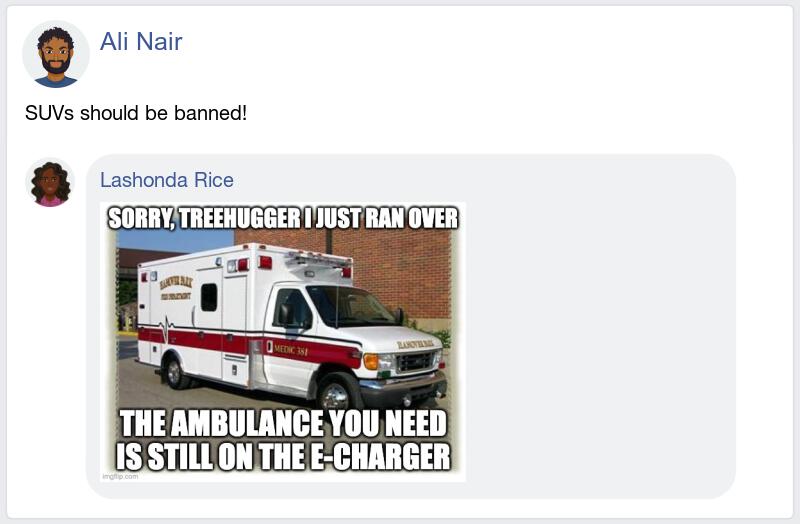 Ali Nair
SUVs should be banned!
Lashonda Rice
SORRY, TREEHUGGER I JUST RAN OVER
HANOVER PARK
FIRE DEPARTMENT
MEDIC 381
HANOVER PARK
THE AMBULANCE YOU NEED
IS STILL ON THE E-CHARGER
imgflip.com